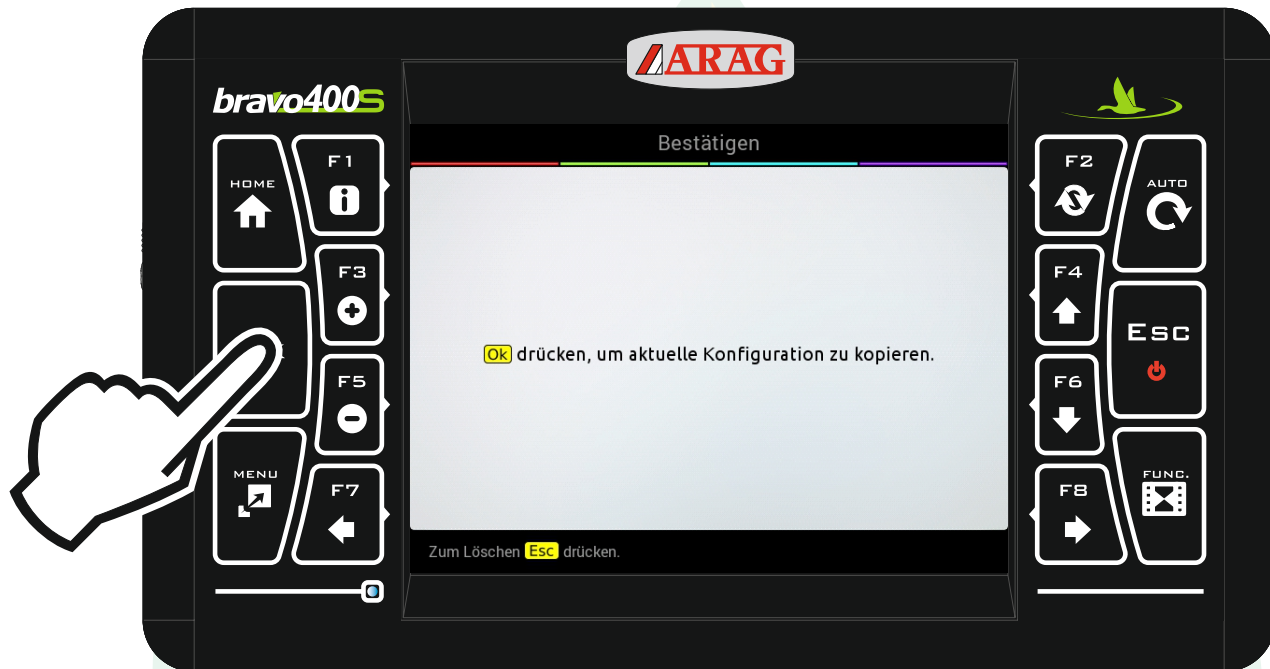 ARAG
bravo400S
Bestätigen
F1
F2
HOME
AUTO
F3
F4
Esc
Ok drücken, um aktuelle Konfiguration zu kopieren.
F5
F6
MENU
F7
F8
FUNC.
Zum Löschen Esc drücken.